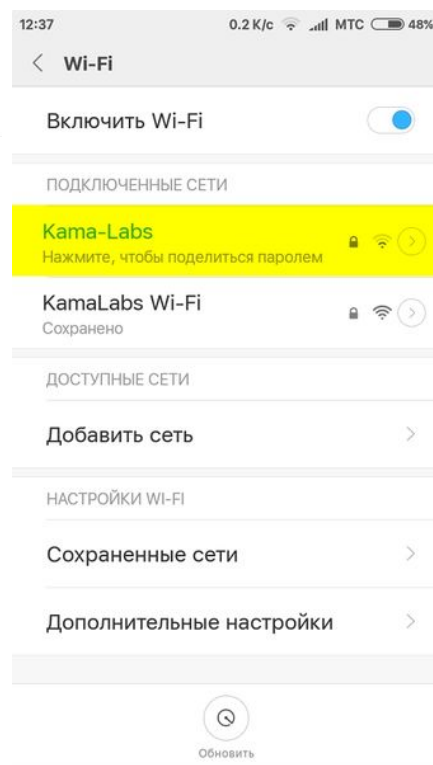 12:37 0.2 K/c МТС 48%
Wi-Fi
Включить Wi-Fi
ПОДКЛЮЧЕННЫЕ СЕТИ
Kama-Labs
Нажмите, чтобы поделиться паролем
KamaLabs Wi-Fi
Сохранено
ДОСТУПНЫЕ СЕТИ
Добавить сеть
НАСТРОЙКИ WI-FI
Сохраненные сети
Дополнительные настройки
Обновить